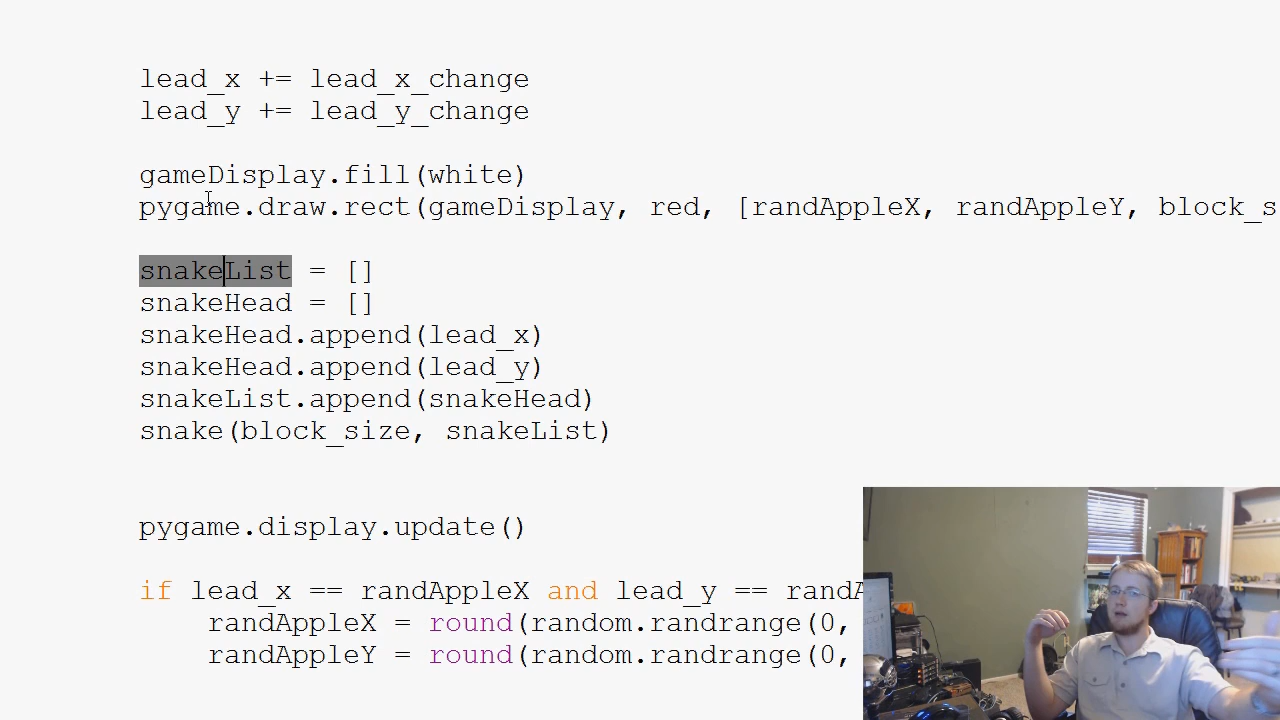 lead_x += lead_x_change
lead_y += lead_y_change
gameDisplay.fill(white)
pygame.draw.rect(gameDisplay, red, [randAppleX, randAppleY, block_s
snakeList = []
snakeHead = []
snakeHead.append(lead_x)
snakeHead.append(lead_y)
snakeList.append(snakeHead)
snake(block_size, snakeList)
pygame.display.update()
if lead_x == randAppleX and lead_y == randA
randAppleX = round(random.randrange(0,
randAppleY = round(random.randrange(0,